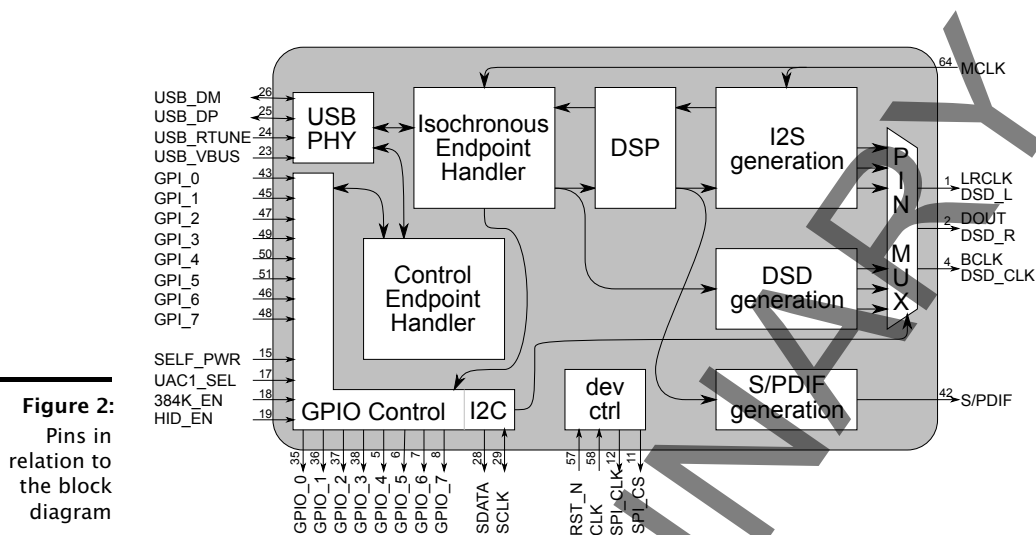 64 MCLK
USB_DM 26
USB_DP 25
USB_RTUNE 24
USB_VBUS 23
GPI_0 43
GPI_1 45
GPI_2 47
GPI_3 49
GPI_4 50
GPI_5 51
GPI_6 46
GPI_7 48
SELF_PWR 15
UAC1_SEL 17
384K_EN 18
HID_EN 19
USB
PHY
Isochronous
Endpoint
Handler
DSP
I2S
generation
Control
Endpoint
Handler
DSD
generation
S/PDIF
generation
PIN MUX
1 LRCLK
DSD_L
2 DOUT
DSD_R
4 BCLK
DSD_CLK
42 S/PDIF
GPIO Control
I2C
dev
ctrl
35 GPIO_0
36 GPIO_1
37 GPIO_2
38 GPIO_3
5 GPIO_4
6 GPIO_5
7 GPIO_6
8 GPIO_7
28 SDATA
29 SCLK
57 RST_N
58 CLK
12 SPI_CLK
11 SPI_CS
Figure 2:
Pins in
relation to
the block
diagram
INARY